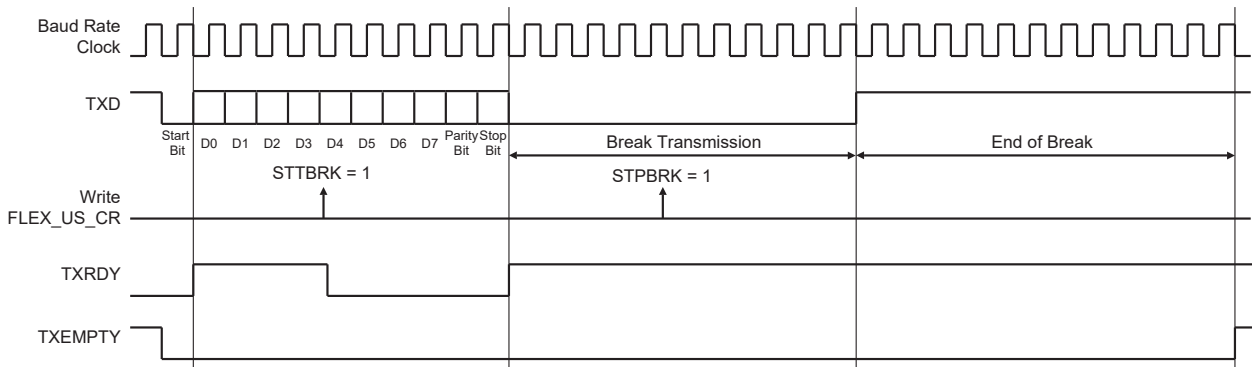 Baud Rate
Clock
TXD
Start
Bit
D0 D1 D2 D3 D4 D5 D6 D7 Parity Stop
Bit Bit
Break Transmission
End of Break
STTBRK = 1
STPBRK = 1
Write
FLEX_US_CR
TXRDY
TXEMPTY